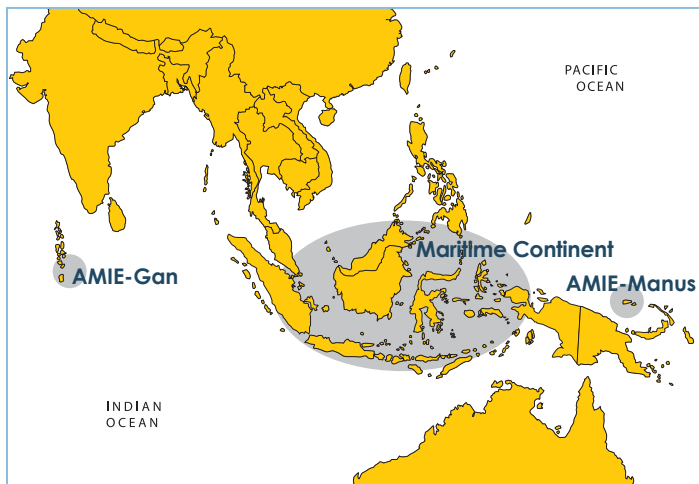 PACIFIC
OCEAN
Maritime Continent
AMIE-Gan
AMIE-Manus
INDIAN
OCEAN